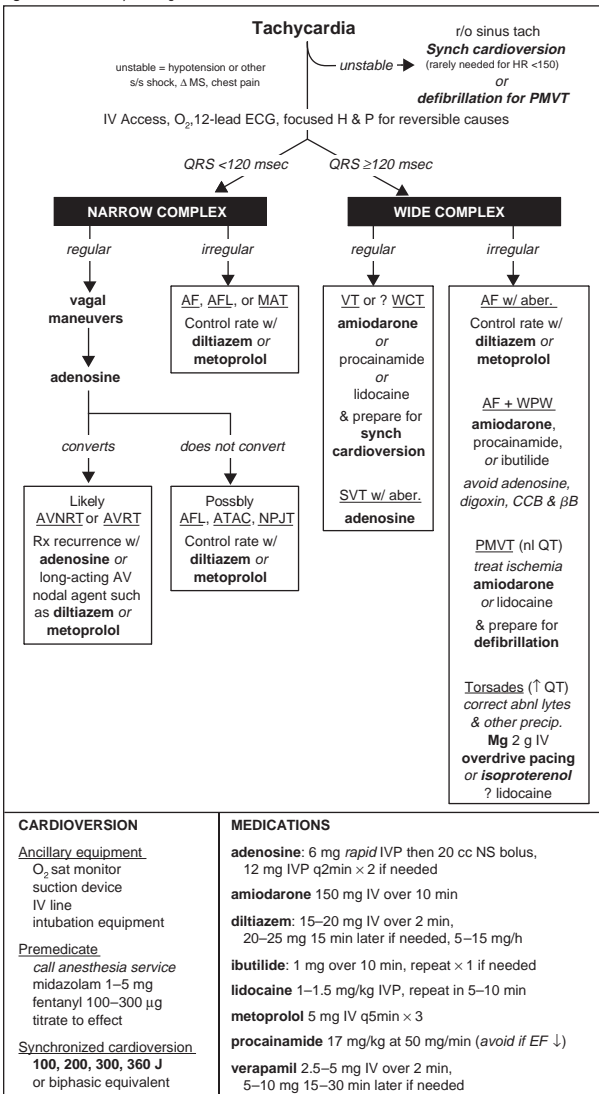 Tachycardia
unstable = hypotension or other
s/s shock, Δ MS, chest pain
unstable
r/o sinus tach
Synch cardioversion
(rarely needed for HR <150)
or
defibrillation for PMVT
IV Access, O₂,12-lead ECG, focused H & P for reversible causes
QRS <120 msec
QRS ≥120 msec
NARROW COMPLEX
WIDE COMPLEX
regular
irregular
regular
irregular
vagal
maneuvers
adenosine
AF, AFL, or MAT
Control rate w/
diltiazem or
metoprolol
converts
does not convert
Likely
AVNRT or AVRT
Rx recurrence w/
adenosine or
long-acting AV
nodal agent such
as diltiazem or
metoprolol
Possbly
AFL, ATAC, NPJT
Control rate w/
diltiazem or
metoprolol
VT or ? WCT
amiodarone
or
procainamide
or
lidocaine
& prepare for
synch
cardioversion
SVT w/ aber.
adenosine
AF w/ aber.
Control rate w/
diltiazem or
metoprolol
AF + WPW
amiodarone,
procainamide,
or ibutilide
avoid adenosine,
digoxin, CCB & βB
PMVT (nl QT)
treat ischemia
amiodarone
or lidocaine
& prepare for
defibrillation
Torsades (↑ QT)
correct abnl lytes
& other precip.
Mg 2 g IV
overdrive pacing
or isoproterenol
? lidocaine
CARDIOVERSION
Ancillary equipment
O₂ sat monitor
suction device
IV line
intubation equipment
Premedicate
call anesthesia service
midazolam 1–5 mg
fentanyl 100–300 μg
titrate to effect
Synchronized cardioversion
100, 200, 300, 360 J
or biphasic equivalent
MEDICATIONS
adenosine: 6 mg rapid IVP then 20 cc NS bolus,
12 mg IVP q2min × 2 if needed
amiodarone 150 mg IV over 10 min
diltiazem: 15–20 mg IV over 2 min,
20–25 mg 15 min later if needed, 5–15 mg/h
ibutilide: 1 mg over 10 min, repeat × 1 if needed
lidocaine 1–1.5 mg/kg IVP, repeat in 5–10 min
metoprolol 5 mg IV q5min × 3
procainamide 17 mg/kg at 50 mg/min (avoid if EF ↓)
verapamil 2.5–5 mg IV over 2 min,
5–10 mg 15–30 min later if needed